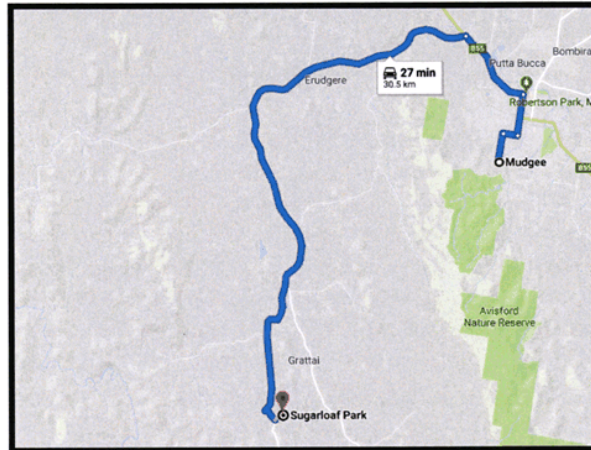 Bombira
B55
Putta Bucca
27 min
30.5 km
Erudgere
Robertson Park, M
Mudgee
B55
Avisford
Nature Reserve
Grattai
Sugarloaf Park